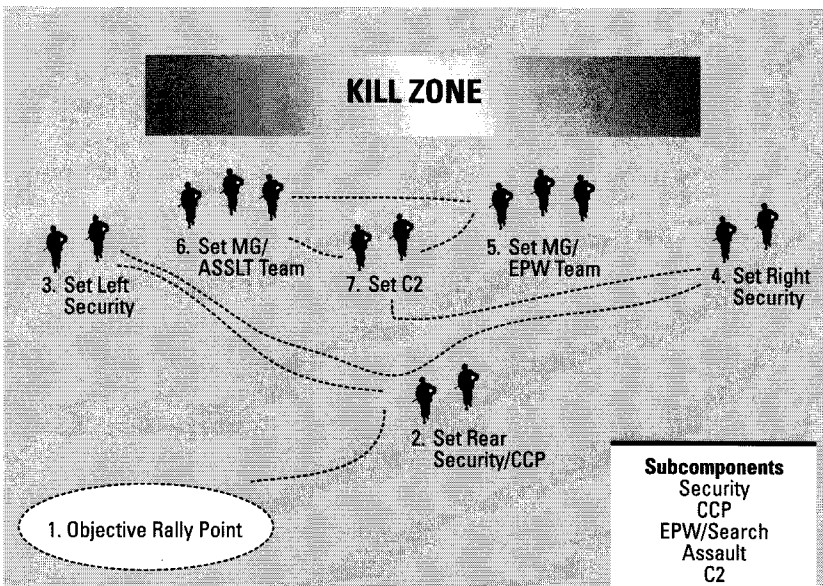 KILL ZONE
6. Set MG/
ASSLT Team
5. Set MG/
EPW Team
3. Set Left
Security
7. Set C2
4. Set Right
Security
2. Set Rear
Security/CCP
1. Objective Rally Point
Subcomponents
Security
CCP
EPW/Search
Assault
C2